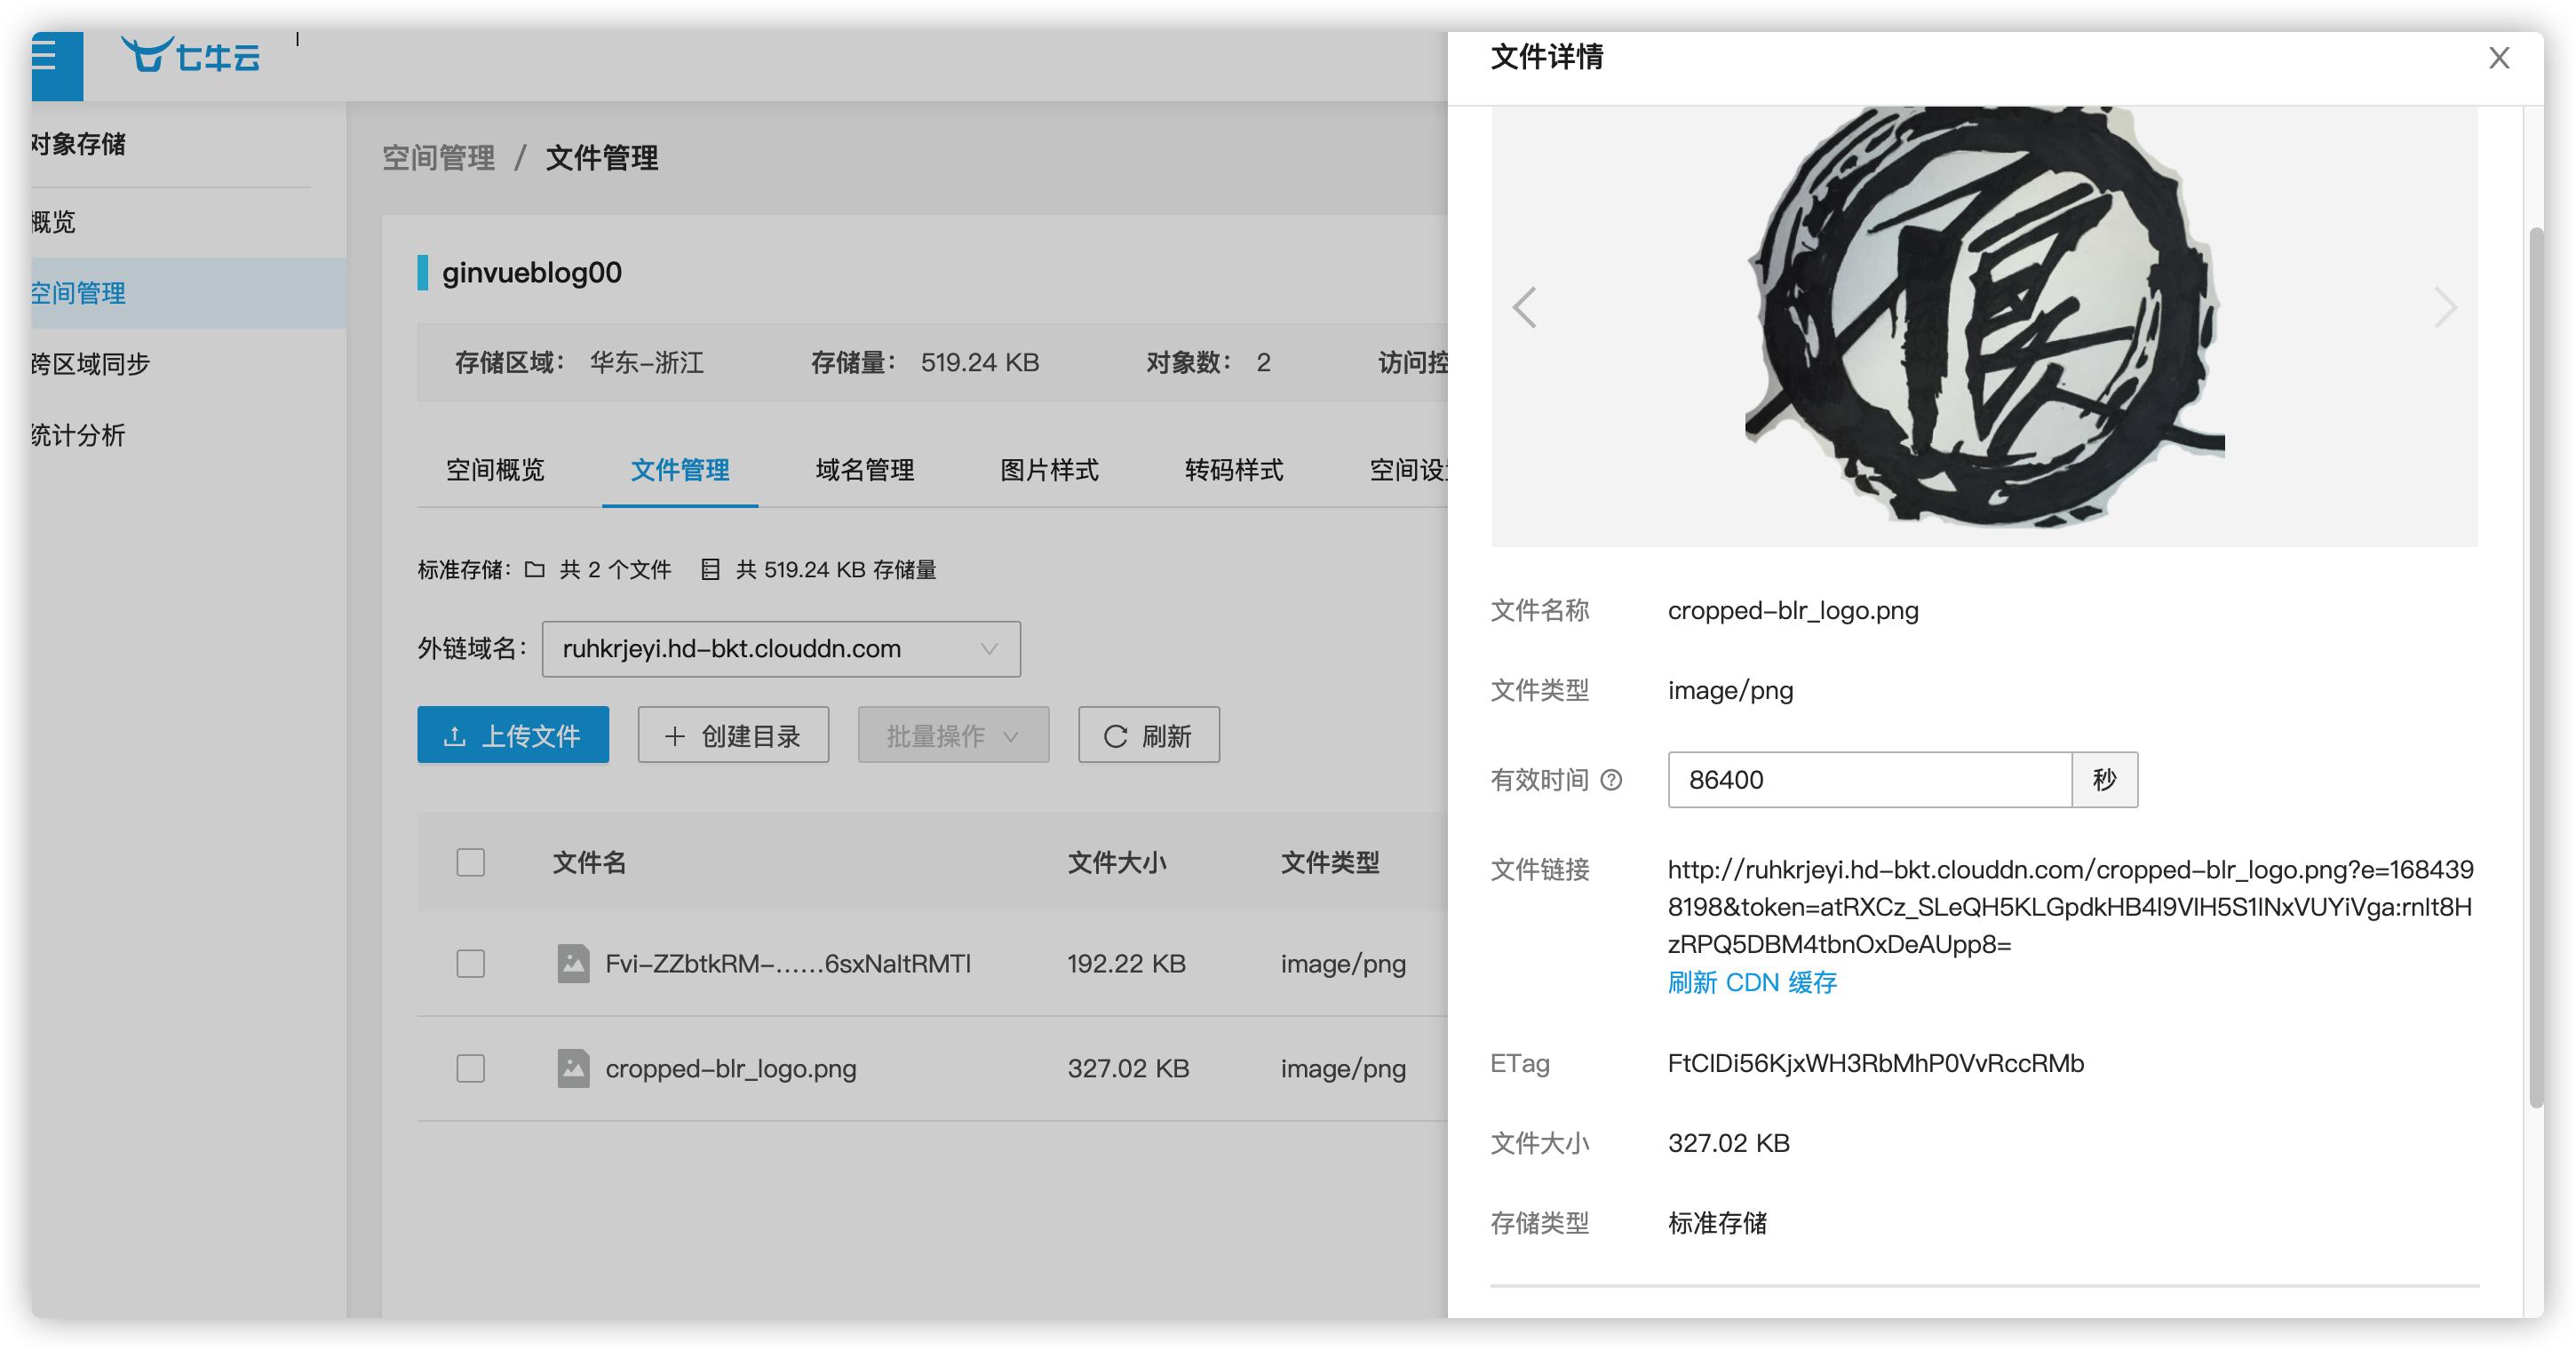 七牛云
对象存储
概览
空间管理
跨区域同步
统计分析
空间管理 / 文件管理
ginvueblog00
存储区域： 华东-浙江 存储量： 519.24 KB 对象数： 2 访问控
空间概览 文件管理 域名管理 图片样式 转码样式 空间设
标准存储： 共 2 个文件 共 519.24 KB 存储量
外链域名： ruhkrjeyi.hd-bkt.clouddn.com
上传文件 创建目录 批量操作 刷新
文件名 文件大小 文件类型
Fvi-ZZbtkRM-......6sxNaltRMTl 192.22 KB image/png
cropped-blr_logo.png 327.02 KB image/png
文件详情
文件名称 cropped-blr_logo.png
文件类型 image/png
有效时间 86400 秒
文件链接 http://ruhkrjeyi.hd-bkt.clouddn.com/cropped-blr_logo.png?e=168439
8198&token=atRXCz_SLeQH5KLGpdkHB4l9VlH5S1lNxVUYiVga:rnlt8H
zRPQ5DBM4tbnOxDeAUpp8=
刷新 CDN 缓存
ETag FtClDi56KjxWH3RbMhP0VvRccRMb
文件大小 327.02 KB
存储类型 标准存储